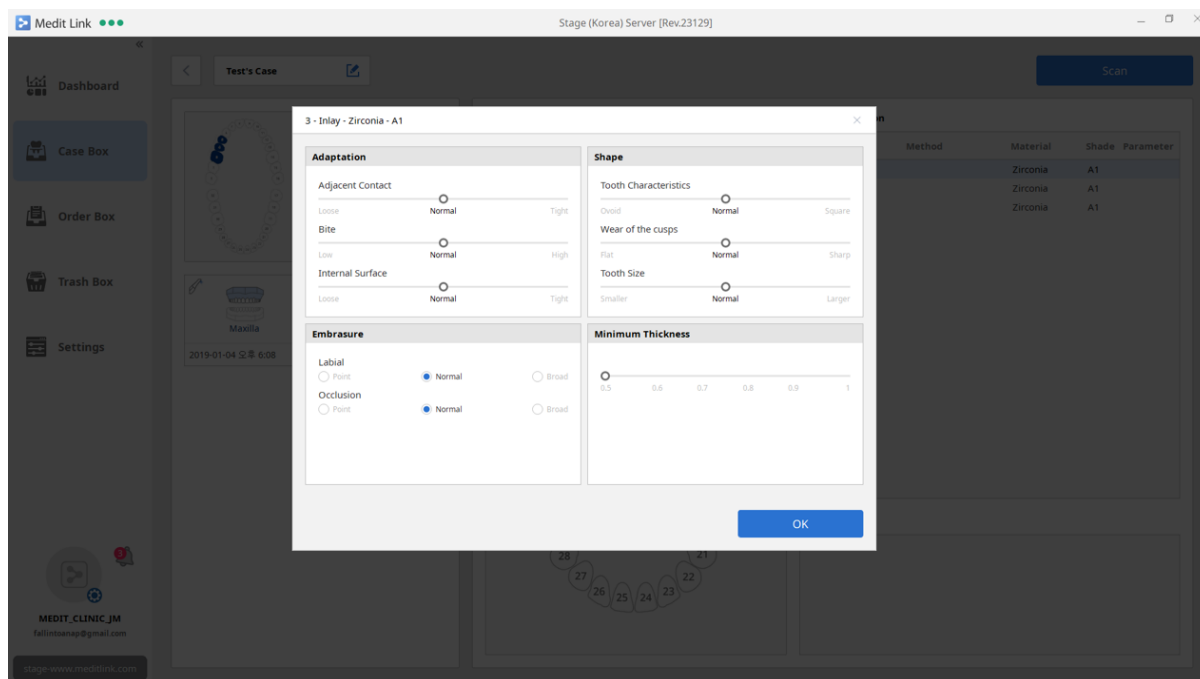 Medit Link
Stage (Korea) Server [Rev.23129]
Dashboard
Case Box
Order Box
Trash Box
Settings
MEDIT_CLINIC_JM
fallintoanap@gmail.com
stage-www.meditlink.com
Test's Case
Scan
Maxilla
2019-01-04 오후 6:08
3 - Inlay - Zirconia - A1
Adaptation
Adjacent Contact
Loose Normal Tight
Bite
Low Normal High
Internal Surface
Loose Normal Tight
Shape
Tooth Characteristics
Ovoid Normal Square
Wear of the cusps
Flat Normal Sharp
Tooth Size
Smaller Normal Larger
Embrasure
Labial
Point Normal Broad
Occlusion
Point Normal Broad
Minimum Thickness
0.5 0.6 0.7 0.8 0.9 1
OK
Method Material Shade Parameter
Zirconia A1
Zirconia A1
Zirconia A1
28 21
27 22
26 25 24 23
3